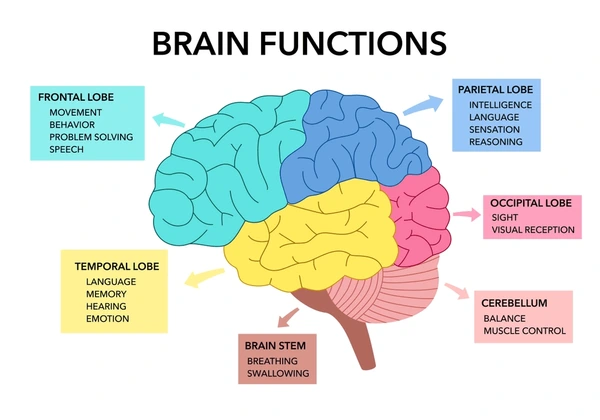 BRAIN FUNCTIONS
FRONTAL LOBE
MOVEMENT
BEHAVIOR
PROBLEM SOLVING
SPEECH
PARIETAL LOBE
INTELLIGENCE
LANGUAGE
SENSATION
REASONING
OCCIPITAL LOBE
SIGHT
VISUAL RECEPTION
TEMPORAL LOBE
LANGUAGE
MEMORY
HEARING
EMOTION
CEREBELLUM
BALANCE
MUSCLE CONTROL
BRAIN STEM
BREATHING
SWALLOWING